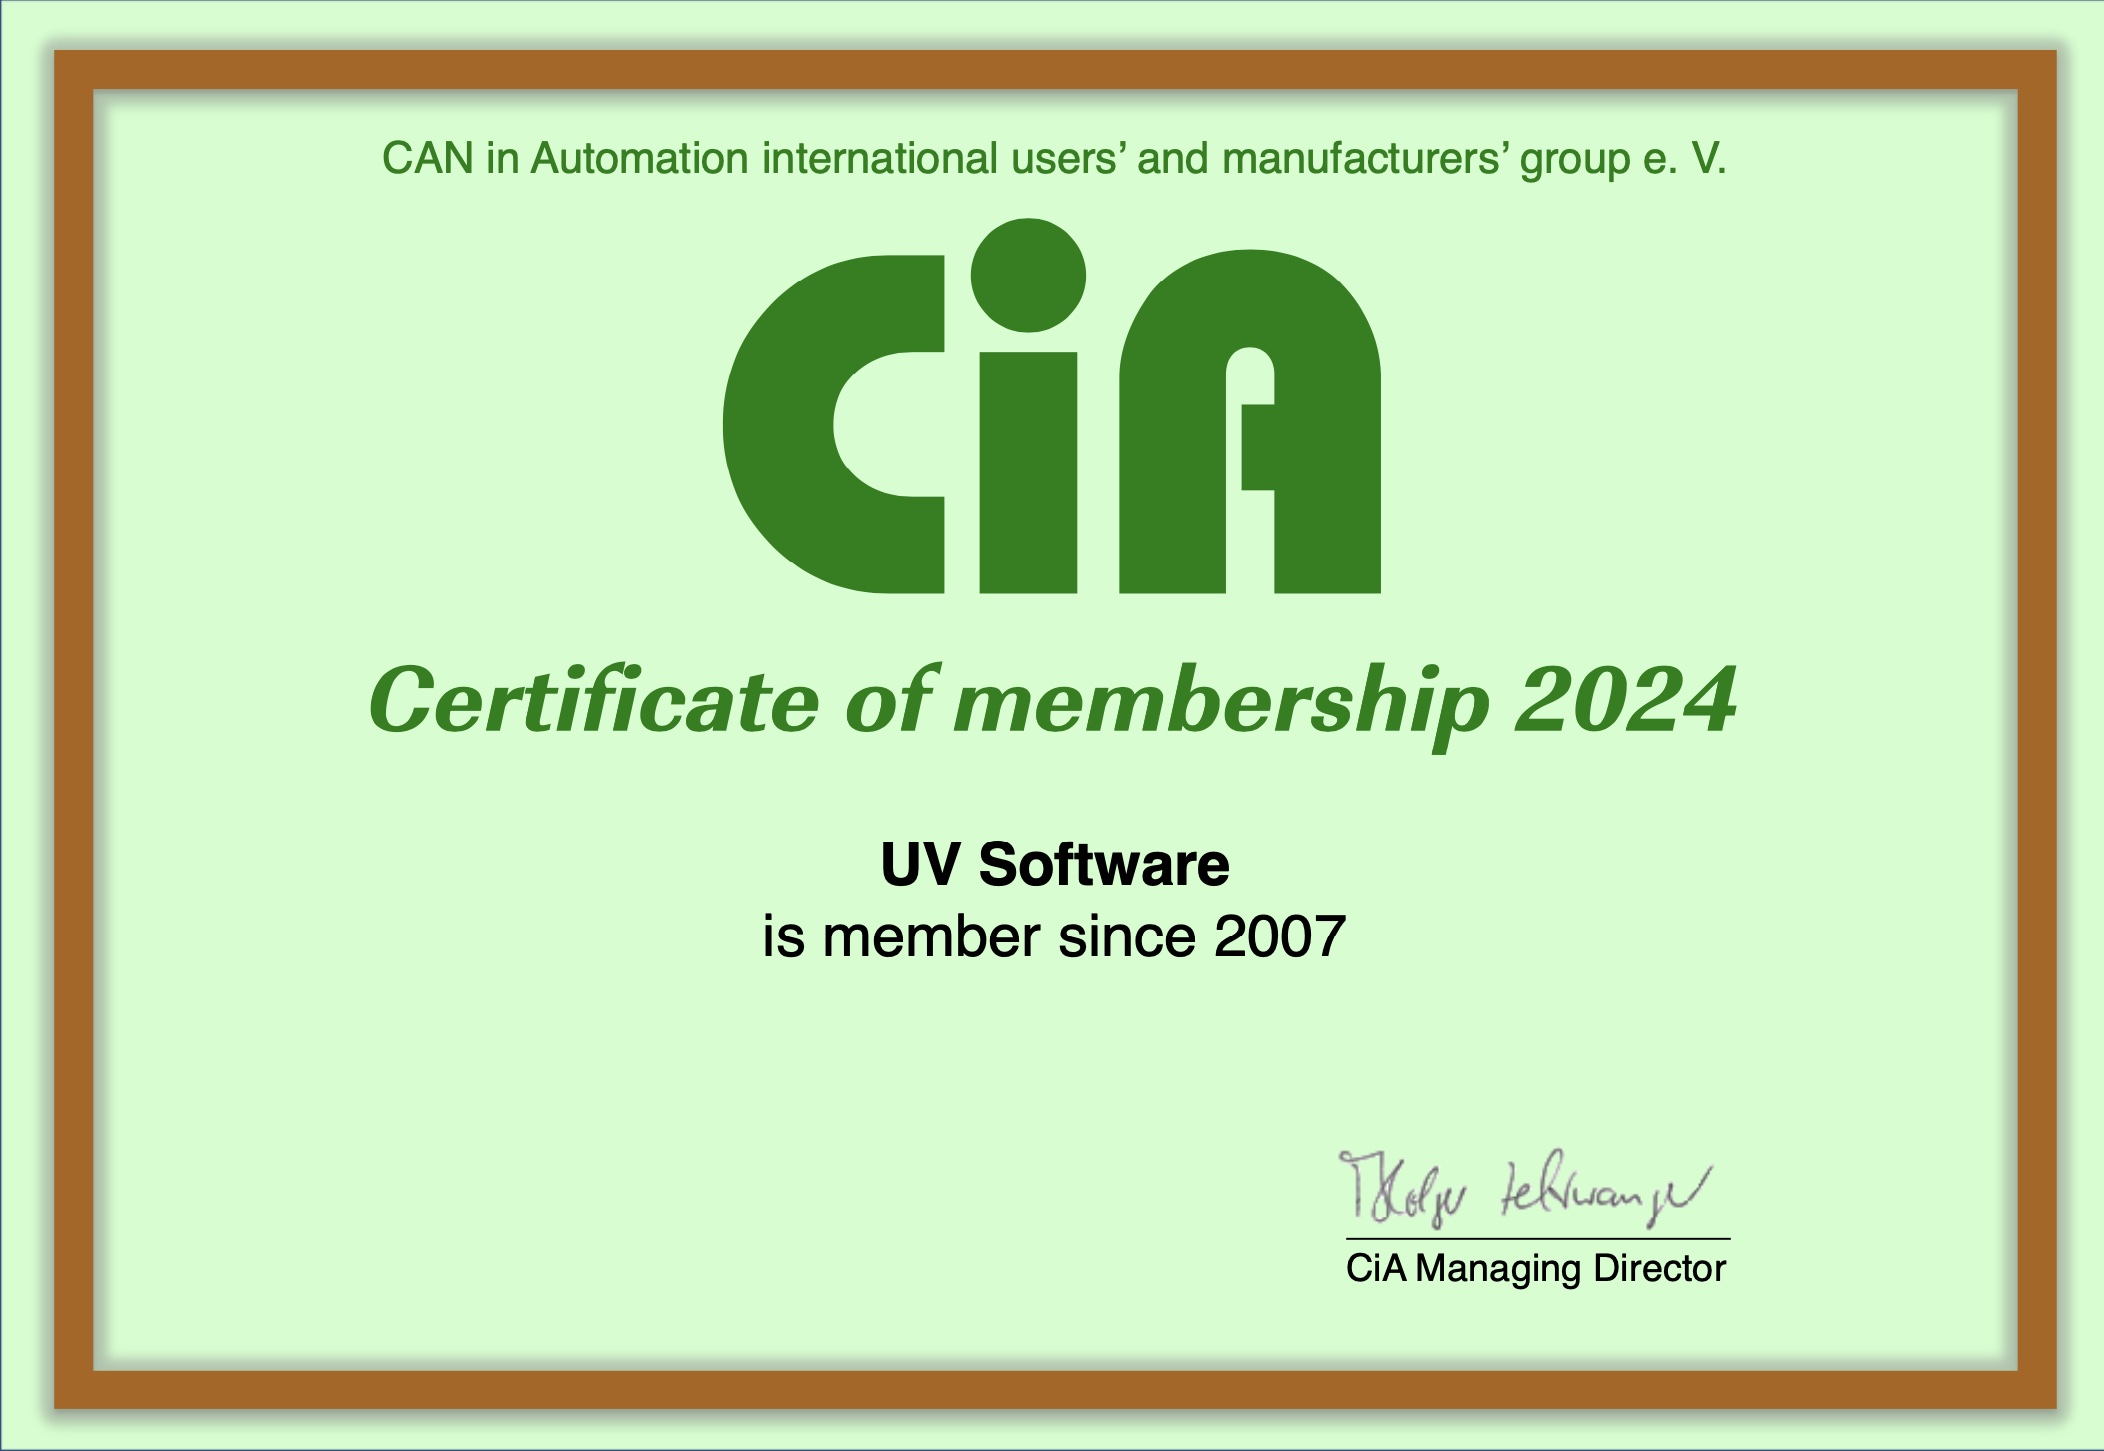 CAN in Automation international users’ and manufacturers’ group e. V.
CiA
Certificate of membership 2024
UV Software
is member since 2007
Holger Zeltwanger
CiA Managing Director